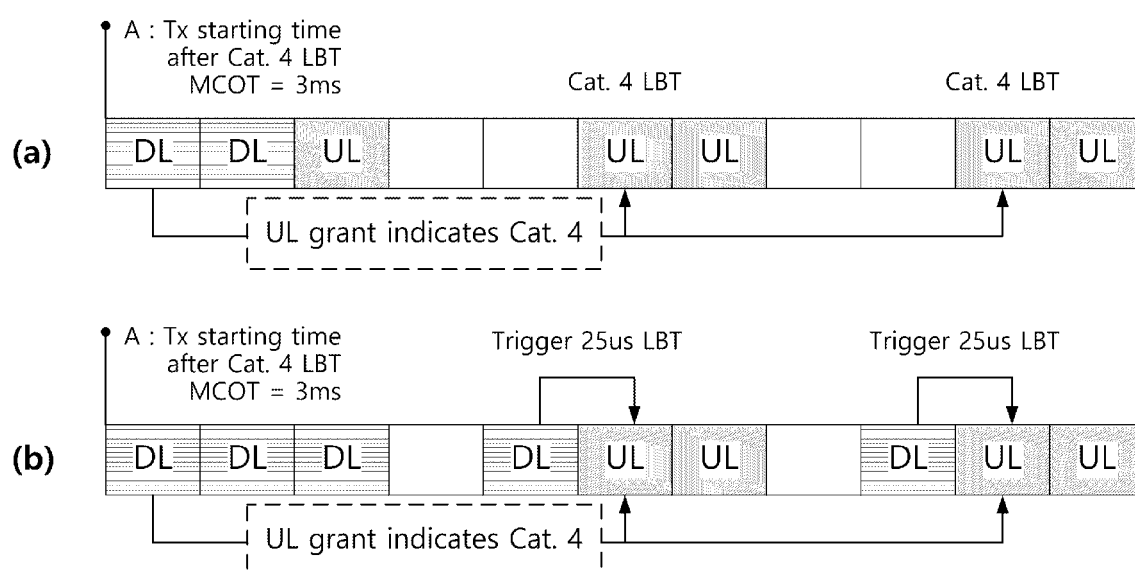 A : Tx starting time
after Cat. 4 LBT
MCOT = 3ms
Cat. 4 LBT
Cat. 4 LBT
(a)
DL DL UL UL UL UL UL
UL grant indicates Cat. 4
A : Tx starting time
after Cat. 4 LBT
MCOT = 3ms
Trigger 25us LBT
Trigger 25us LBT
(b)
DL DL DL DL UL UL DL UL UL
UL grant indicates Cat. 4